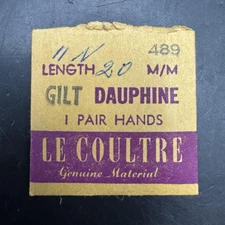 11 N 489
LENGTH 20 M/M
GILT DAUPHINE
1 PAIR HANDS
LE COULTRE
Genuine Material